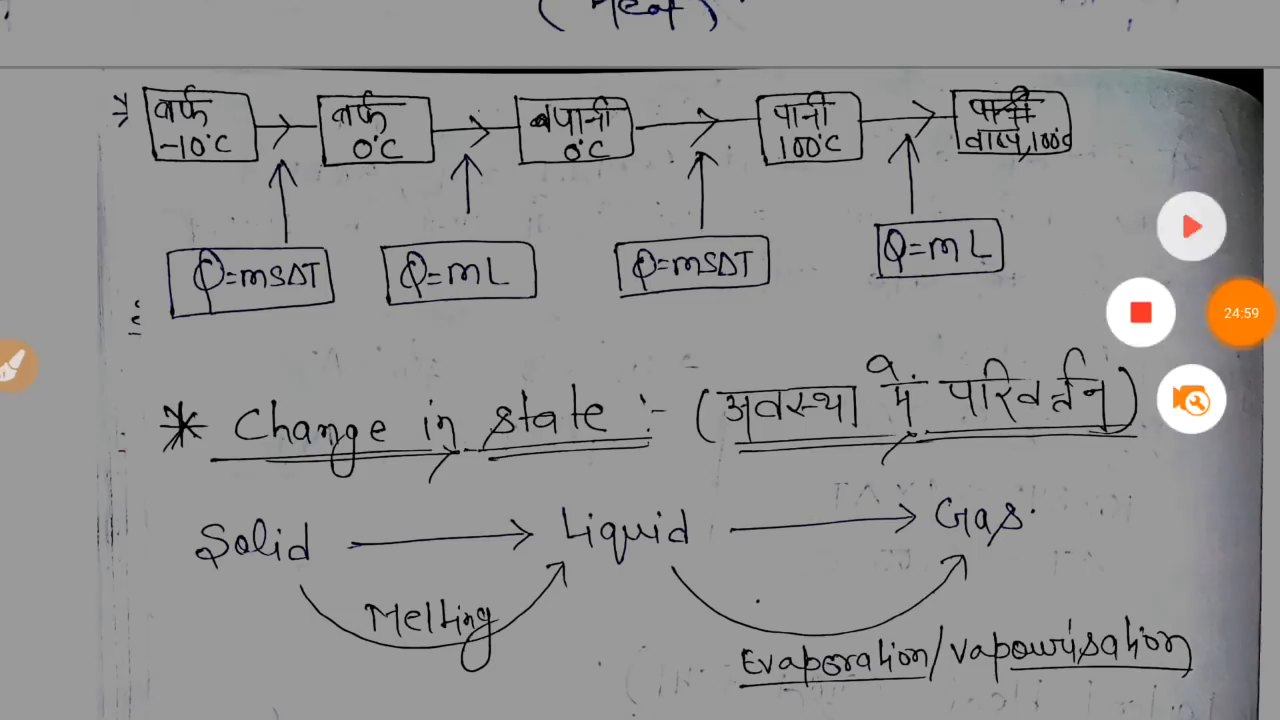 (Heat)
बर्फ -10°C → बर्फ 0°C → पानी 0°C → पानी 100°C → वाष्प, 100°C
Q=msΔT Q=mL Q=msΔT Q=mL
24:59
* Change in state :- (अवस्था में परिवर्तन)
Solid → Liquid → Gas.
Melting
Evaporation/vapourisation